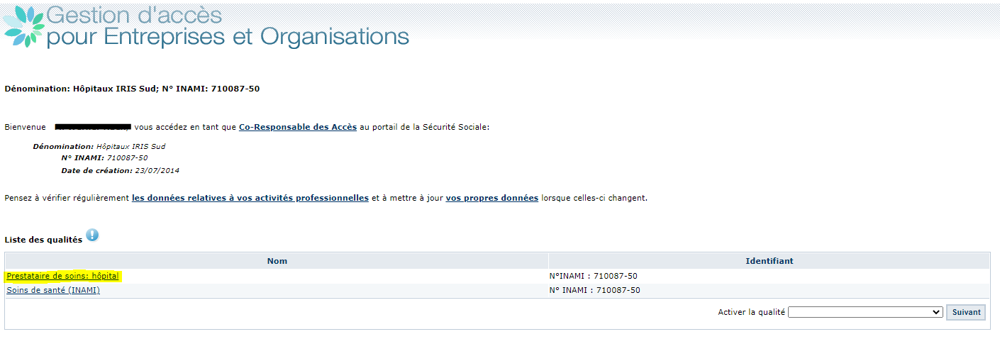 Gestion d'accès
pour Entreprises et Organisations
Dénomination: Hôpitaux IRIS Sud; N° INAMI: 710087-50
Bienvenue vous accédez en tant que Co-Responsable des Accès au portail de la Sécurité Sociale:
Dénomination: Hôpitaux IRIS Sud
N° INAMI: 710087-50
Date de création: 23/07/2014
Pensez à vérifier régulièrement les données relatives à vos activités professionnelles et à mettre à jour vos propres données lorsque celles-ci changent.
Liste des qualités
Nom Identifiant
Prestataire de soins: hôpital N°INAMI : 710087-50
Soins de santé (INAMI) N° INAMI : 710087-50
Activer la qualité Suivant